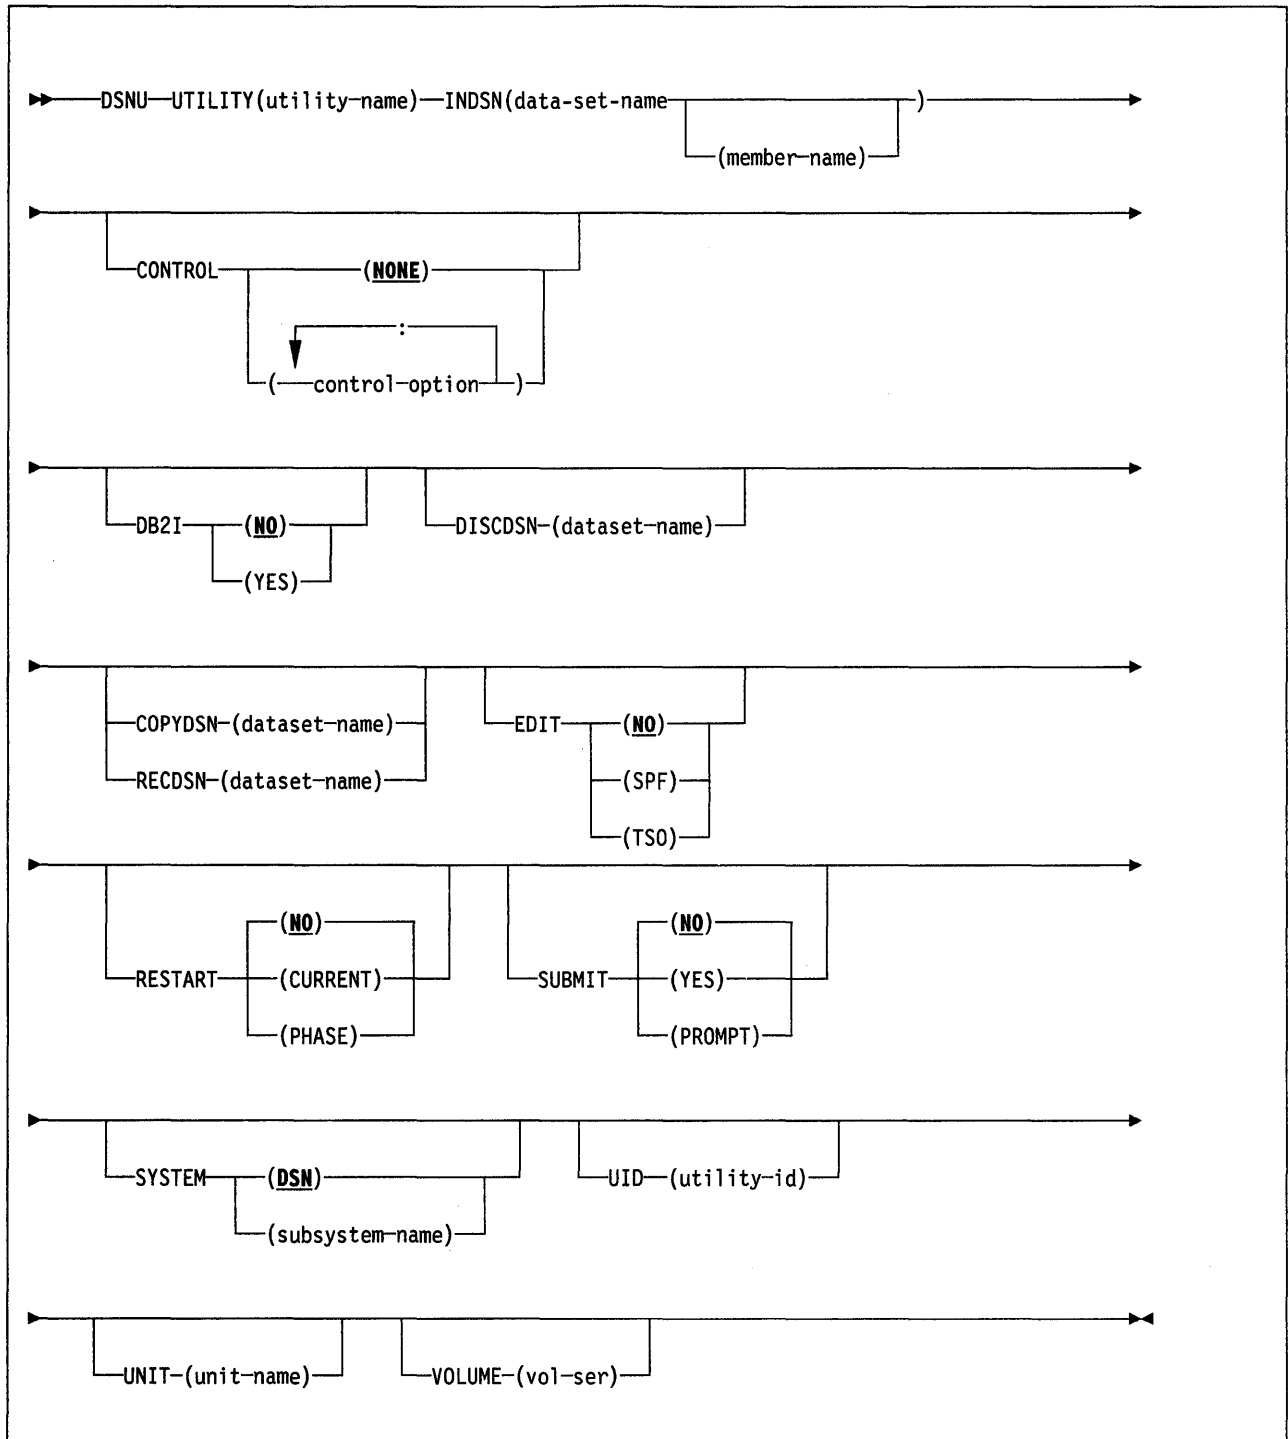 DSNU UTILITY(utility-name) INDSN(data-set-name )
(member-name)
CONTROL (NONE)
:
( control-option )
DB2I (NO) DISCDSN-(dataset-name)
(YES)
COPYDSN-(dataset-name) EDIT (NO)
RECDSN-(dataset-name) (SPF)
(TSO)
(NO) (NO)
RESTART (CURRENT) SUBMIT (YES)
(PHASE) (PROMPT)
SYSTEM (DSN) UID-(utility-id)
(subsystem-name)
UNIT-(unit-name) VOLUME-(vol-ser)